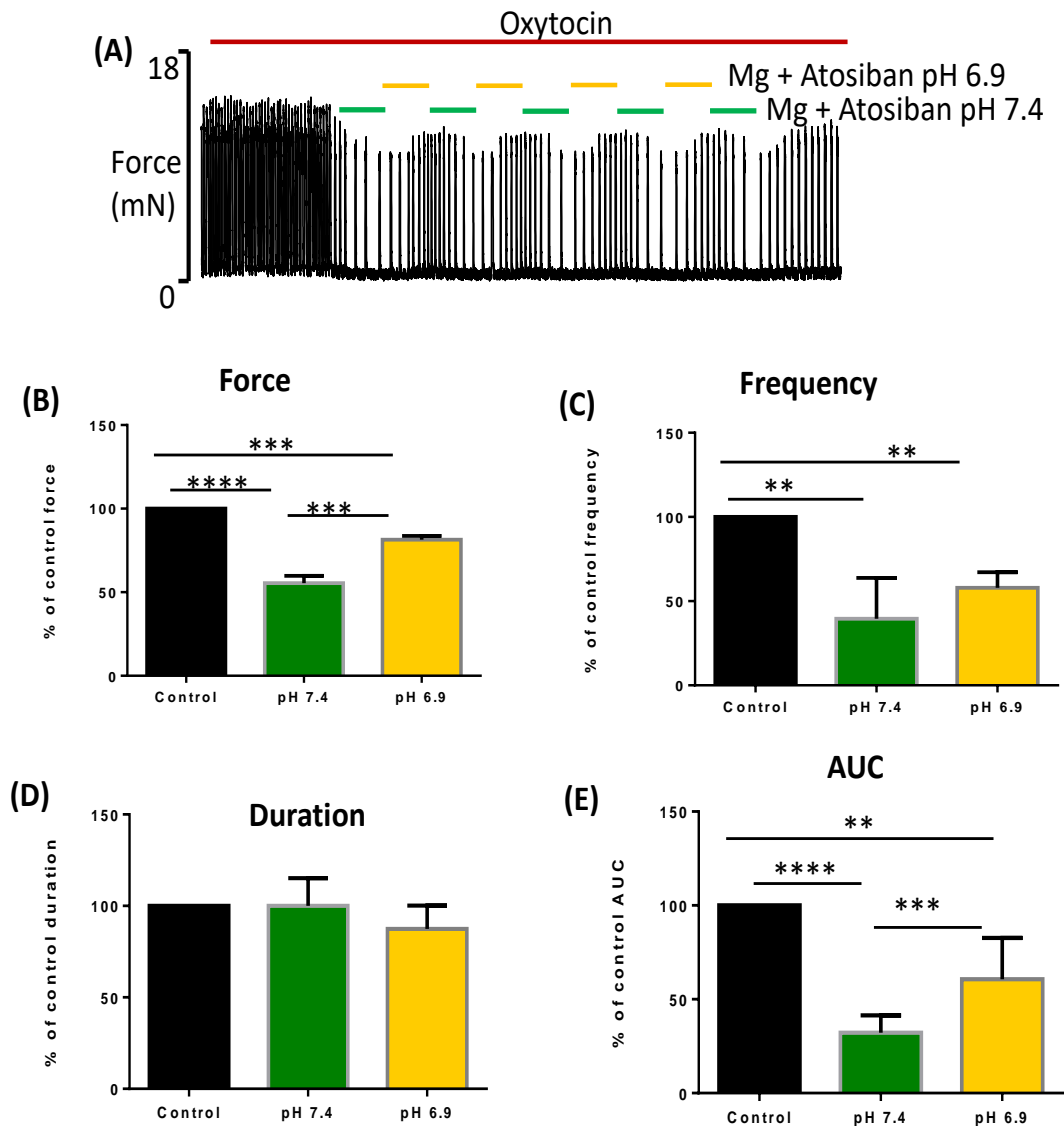 (A)
Oxytocin
18
Mg + Atosiban pH 6.9
Mg + Atosiban pH 7.4
Force
(mN)
0
(B)
Force
% of control force
150
100
50
0
***
****
***
Control
pH 7.4
pH 6.9
(C)
Frequency
% of control frequency
150
100
50
0
**
**
Control
pH 7.4
pH 6.9
(D)
Duration
% of control duration
150
100
50
0
Control
pH 7.4
pH 6.9
(E)
AUC
% of control AUC
150
100
50
0
**
****
***
Control
pH 7.4
pH 6.9